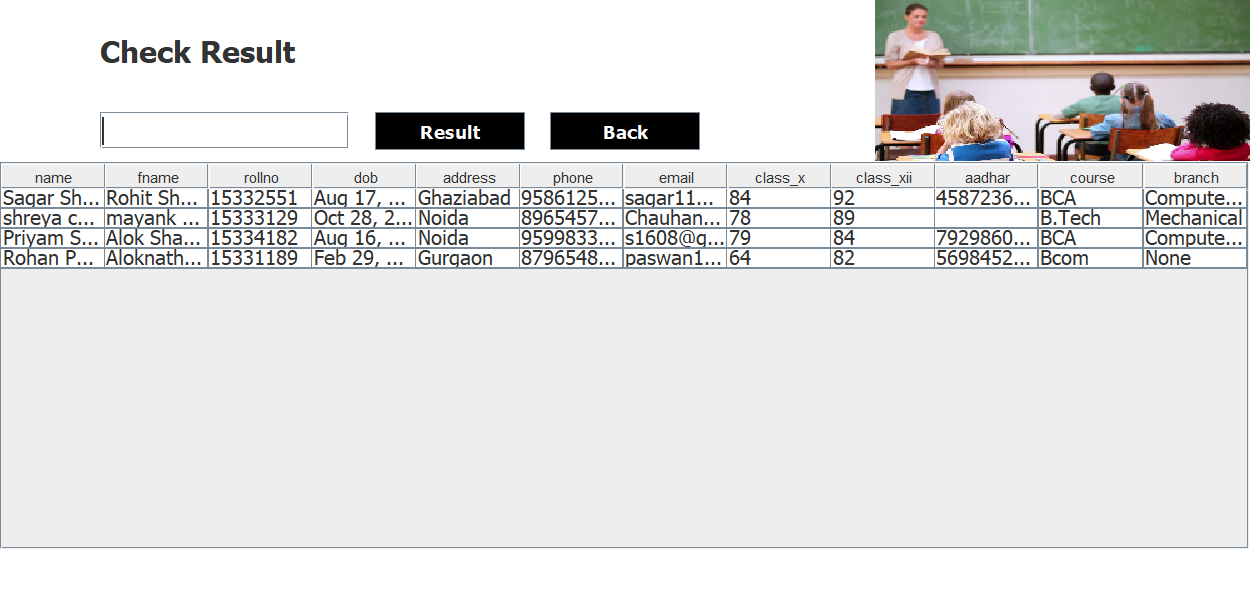 Check Result
Result Back
name fname rollno dob address phone email class_x class_xii aadhar course branch
Sagar Sh... Rohit Sh... 15332551 Aug 17, ... Ghaziabad 9586125... sagar11... 84 92 4587236... BCA Compute...
shreya c... mayank ... 15333129 Oct 28, 2... Noida 8965457... Chauhan... 78 89 B.Tech Mechanical
Priyam S... Alok Sha... 15334182 Aug 16, ... Noida 9599833... s1608@g... 79 84 7929860... BCA Compute...
Rohan P... Aloknath... 15331189 Feb 29, ... Gurgaon 8796548... paswan1... 64 82 5698452... Bcom None